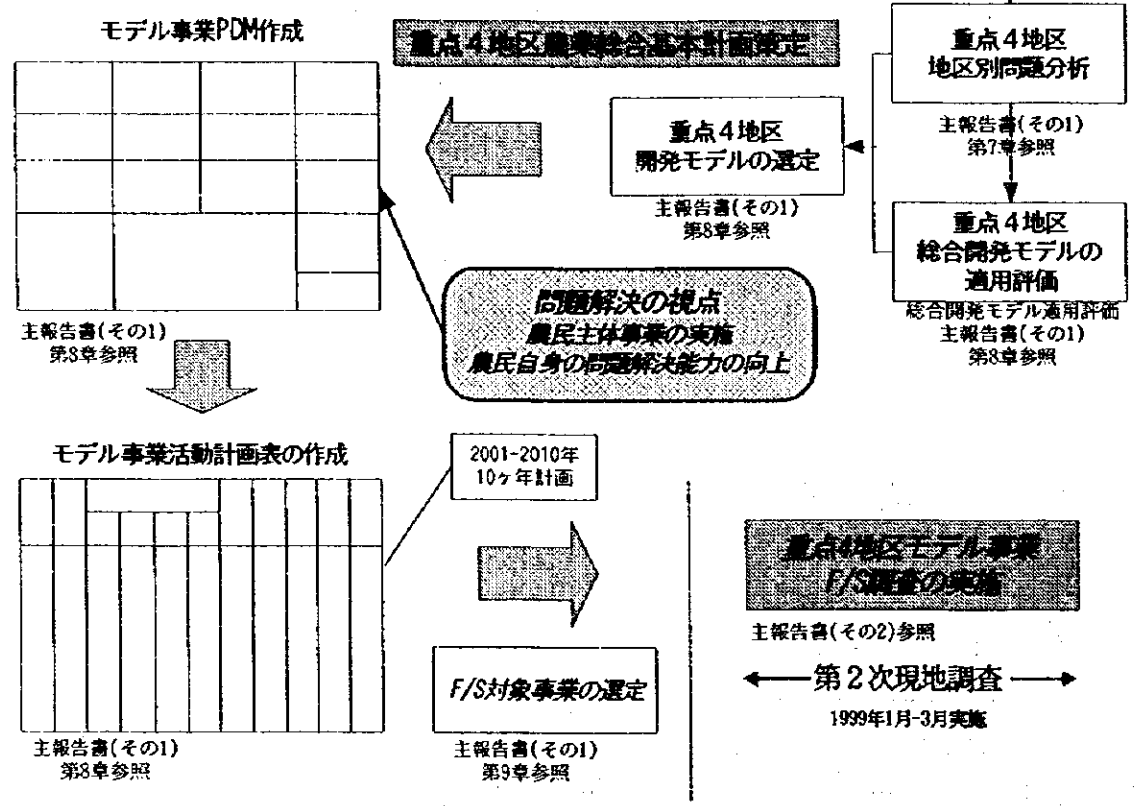 モデル事業PDM作成
重点4地区農業総合基本計画策定
重点4地区
地区別問題分析
主報告書(その1)
第7章参照
重点4地区
開発モデルの選定
主報告書(その1)
第8章参照
重点4地区
総合開発モデルの
適用評価
総合開発モデル適用評価
主報告書(その1)
第8章参照
問題解決の視点
農民主体事業の実施
農民自身の問題解決能力の向上
主報告書(その1)
第8章参照
モデル事業活動計画表の作成
2001-2010年
10ヶ年計画
重点4地区モデル事業
F/S調査の実施
主報告書(その2)参照
F/S対象事業の選定
第2次現地調査
1999年1月-3月実施
主報告書(その1)
第8章参照
主報告書(その1)
第9章参照